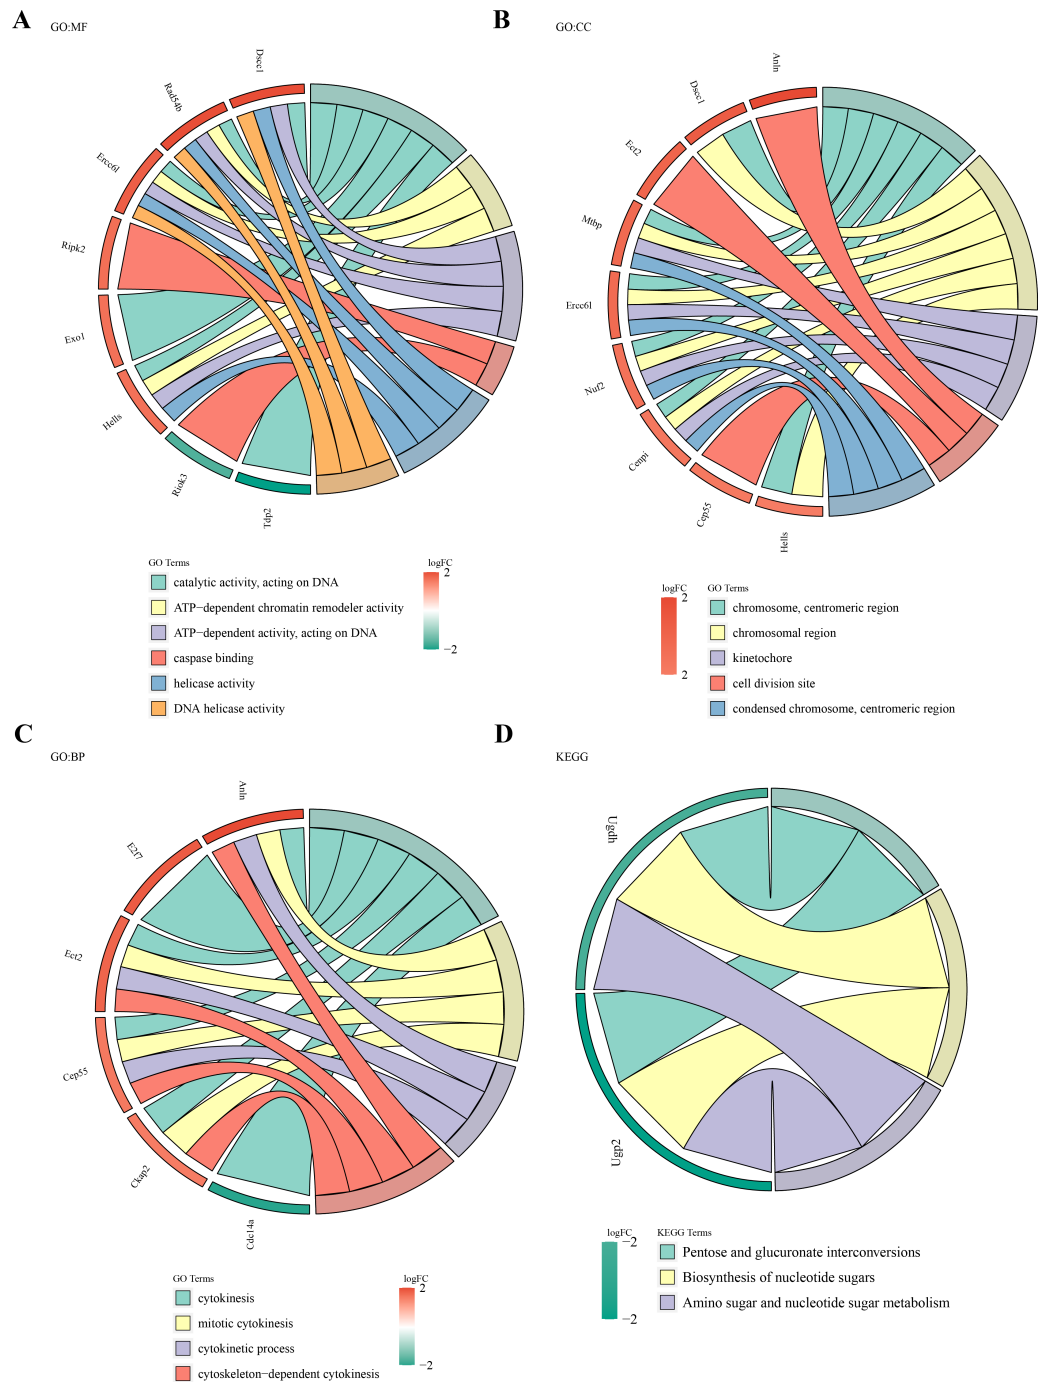 A
GO:MF
Dscc1
Rad54b
Ercc6l
Ripk2
Exo1
Hells
Riok3
Tdp2
GO Terms
catalytic activity, acting on DNA
ATP−dependent chromatin remodeler activity
ATP−dependent activity, acting on DNA
caspase binding
helicase activity
DNA helicase activity
logFC
2
−2
B
GO:CC
Anln
Dscc1
Ect2
Mtbp
Ercc6l
Nuf2
Cenpi
Cep55
Hells
logFC
2
2
GO Terms
chromosome, centromeric region
chromosomal region
kinetochore
cell division site
condensed chromosome, centromeric region
C
GO:BP
Anln
E2f7
Ect2
Cep55
Ckap2
Cdc14a
GO Terms
cytokinesis
mitotic cytokinesis
cytokinetic process
cytoskeleton−dependent cytokinesis
logFC
2
−2
D
KEGG
Ugdh
Ugp2
logFC
−2
−2
KEGG Terms
Pentose and glucuronate interconversions
Biosynthesis of nucleotide sugars
Amino sugar and nucleotide sugar metabolism